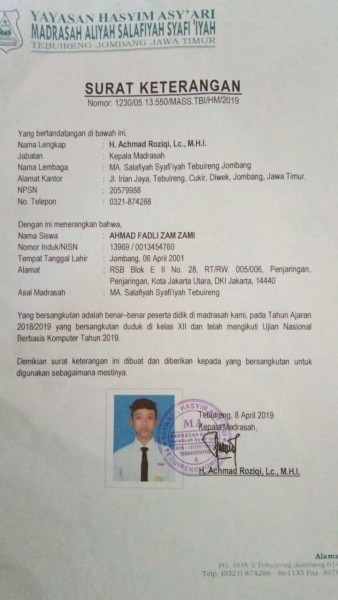 YAYASAN HASYIM ASY'ARI
MADRASAH ALIYAH SALAFIYAH SYAFI'IYAH
TEBUIRENG JOMBANG JAWA TIMUR
SURAT KETERANGAN
Nomor: 1230/05.13.550/MASS.TBI/HM/2019
Yang bertandatangan di bawah ini,
Nama Lengkap : H. Achmad Roziqi, Lc., M.H.I.
Jabatan : Kepala Madrasah
Nama Lembaga : MA. Salafiyah Syafi'iyah Tebuireng Jombang
Alamat Kantor : Jl. Irian Jaya, Tebuireng, Cukir, Diwek, Jombang, Jawa Timur.
NPSN : 20579988
No. Telepon : 0321-874288
Dengan ini menerangkan bahwa,
Nama Siswa : AHMAD FADLI ZAM ZAMI
Nomor Induk/NISN : 13969 / 0013454760
Tempat Tanggal Lahir : Jombang, 06 April 2001
Alamat : RSB Blok E II No. 28, RT/RW. 005/006, Penjaringan,
Penjaringan, Kota Jakarta Utara, DKI Jakarta, 14440
Asal Madrasah : MA. Salafiyah Syafi'iyah Tebuireng
Yang bersangkutan adalah benar-benar peserta didik di madrasah kami, pada Tahun Ajaran
2018/2019 yang bersangkutan duduk di kelas XII dan telah mengikuti Ujian Nasional
Berbasis Komputer Tahun 2019.
Demikian surat keterangan ini dibuat dan diberikan kepada yang bersangkutan untuk
digunakan sebagaimana mestinya.
Tebuireng, 8 April 2019
Kepala Madrasah,
YAYASAN HASYIM
MA
TEBUIRENG
H. Achmad Roziqi, Lc., M.H.I.
Alama
PO. BOX 5 Tebuireng Jombang
Telp. (0321) 874288